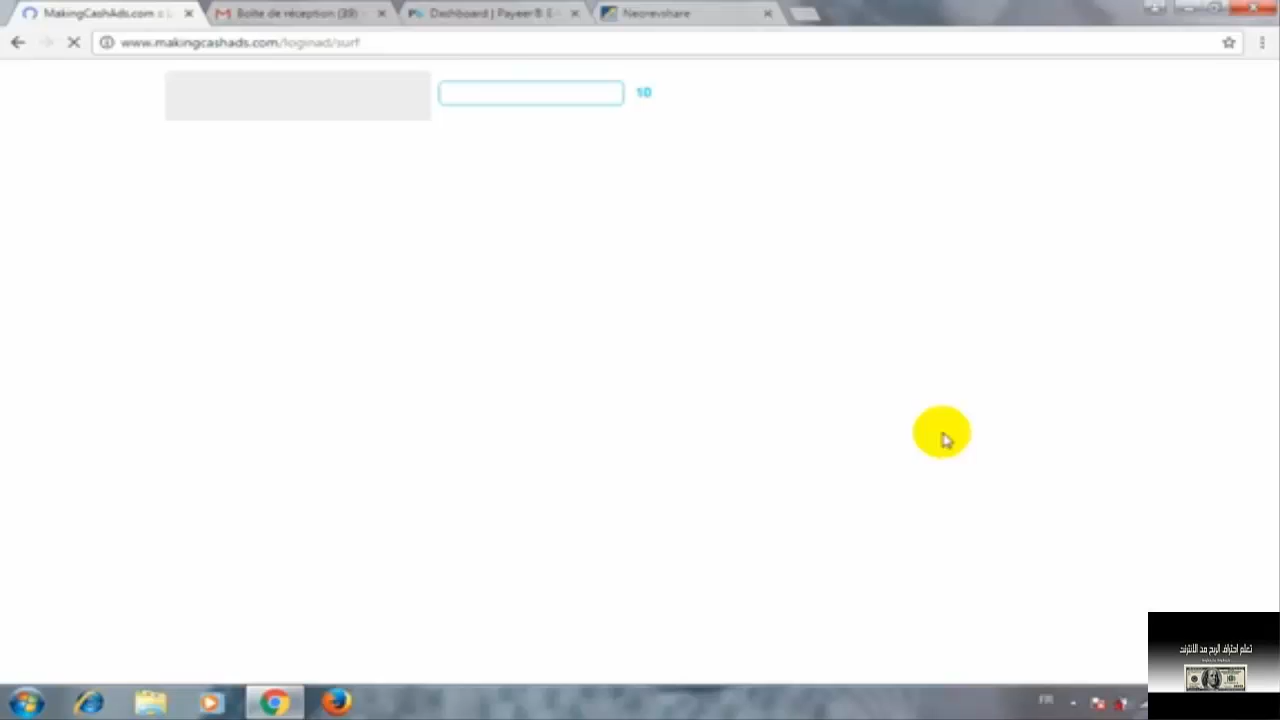 MakingCashAds.com
Boîte de réception (39)
Dashboard | Payeer® E-
Neorevshare
www.makingcashads.com/loginad/surf
10
FR
تعلم احتراف الربح من الانترنت